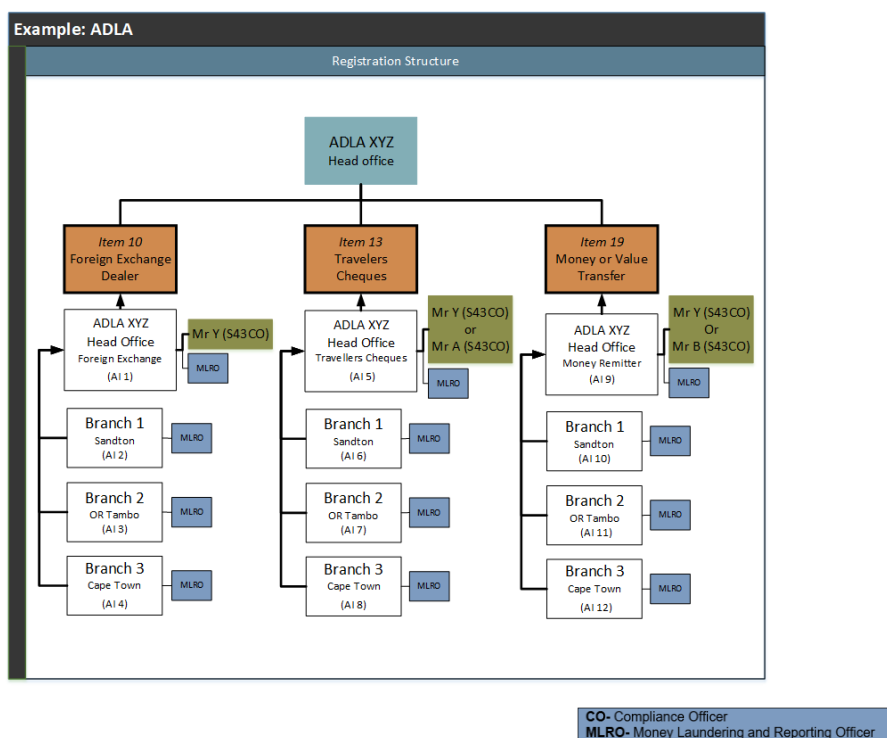 Example: ADLA
Registration Structure
ADLA XYZ
Head office
Item 10
Foreign Exchange
Dealer
Item 13
Travelers
Cheques
Item 19
Money or Value
Transfer
ADLA XYZ
Head Office
Foreign Exchange
(AI 1)
Mr Y (S43CO)
MLRO
ADLA XYZ
Head Office
Travellers Cheques
(AI 5)
Mr Y (S43CO)
or
Mr A (S43CO)
MLRO
ADLA XYZ
Head Office
Money Remitter
(AI 9)
Mr Y (S43CO)
Or
Mr B (S43CO)
MLRO
Branch 1
Sandton
(AI 2)
MLRO
Branch 1
Sandton
(AI 6)
MLRO
Branch 1
Sandton
(AI 10)
MLRO
Branch 2
OR Tambo
(AI 3)
MLRO
Branch 2
OR Tambo
(AI 7)
MLRO
Branch 2
OR Tambo
(AI 11)
MLRO
Branch 3
Cape Town
(AI 4)
MLRO
Branch 3
Cape Town
(AI 8)
MLRO
Branch 3
Cape Town
(AI 12)
MLRO
CO- Compliance Officer
MLRO- Money Laundering and Reporting Officer